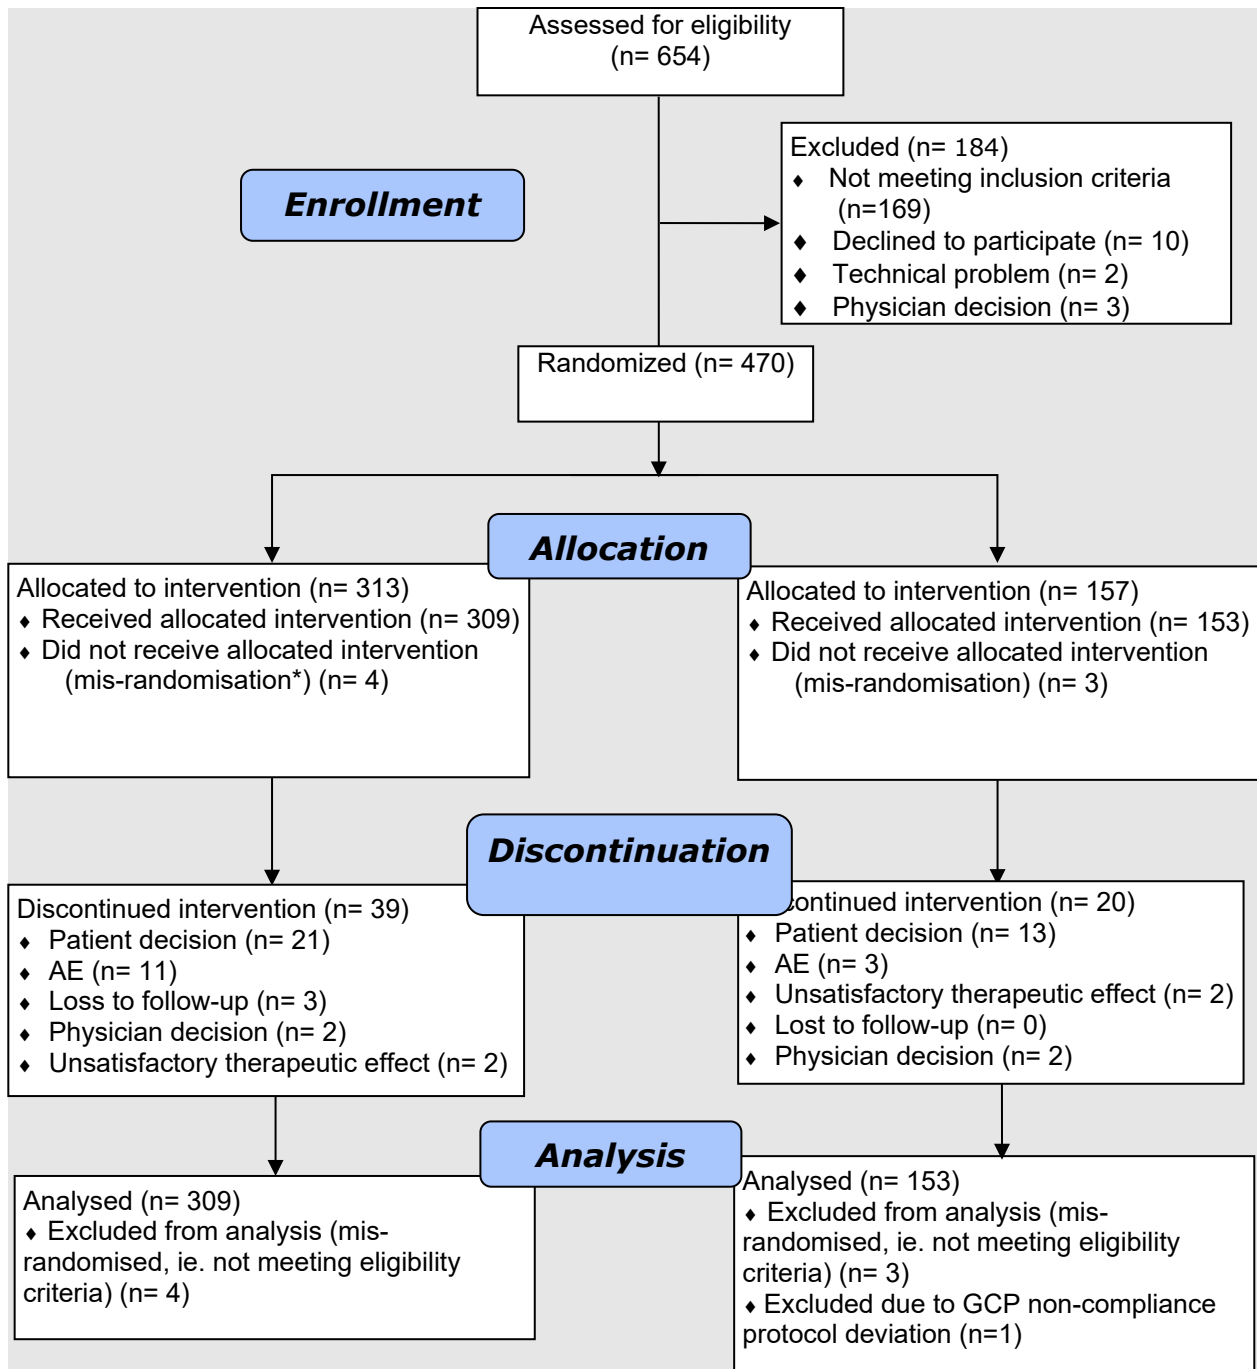 Assessed for eligibility
(n= 654)
Excluded (n= 184)
♦ Not meeting inclusion criteria
(n=169)
♦ Declined to participate (n= 10)
♦ Technical problem (n= 2)
♦ Physician decision (n= 3)
Enrollment
Randomized (n= 470)
Allocation
Allocated to intervention (n= 313)
♦ Received allocated intervention (n= 309)
♦ Did not receive allocated intervention
(mis-randomisation*) (n= 4)
Allocated to intervention (n= 157)
♦ Received allocated intervention (n= 153)
♦ Did not receive allocated intervention
(mis-randomisation) (n= 3)
Discontinuation
Discontinued intervention (n= 39)
♦ Patient decision (n= 21)
♦ AE (n= 11)
♦ Loss to follow-up (n= 3)
♦ Physician decision (n= 2)
♦ Unsatisfactory therapeutic effect (n= 2)
continued intervention (n= 20)
♦ Patient decision (n= 13)
♦ AE (n= 3)
♦ Unsatisfactory therapeutic effect (n= 2)
♦ Lost to follow-up (n= 0)
♦ Physician decision (n= 2)
Analysis
Analysed (n= 309)
♦ Excluded from analysis (mis-
randomised, ie. not meeting eligibility
criteria) (n= 4)
Analysed (n= 153)
♦ Excluded from analysis (mis-
randomised, ie. not meeting eligibility
criteria) (n= 3)
♦ Excluded due to GCP non-compliance
protocol deviation (n=1)